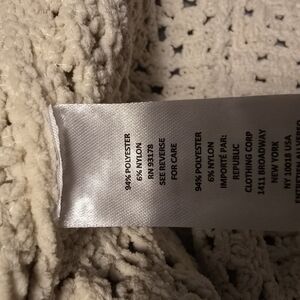 94% POLYESTER
6% NYLON
RN 93178
SEE REVERSE
FOR CARE
94% POLYESTER
6% NYLON
IMPORTÉ PAR:
REPUBLIC
CLOTHING CORP
1411 BROADWAY
NEW YORK
NY 10018 USA